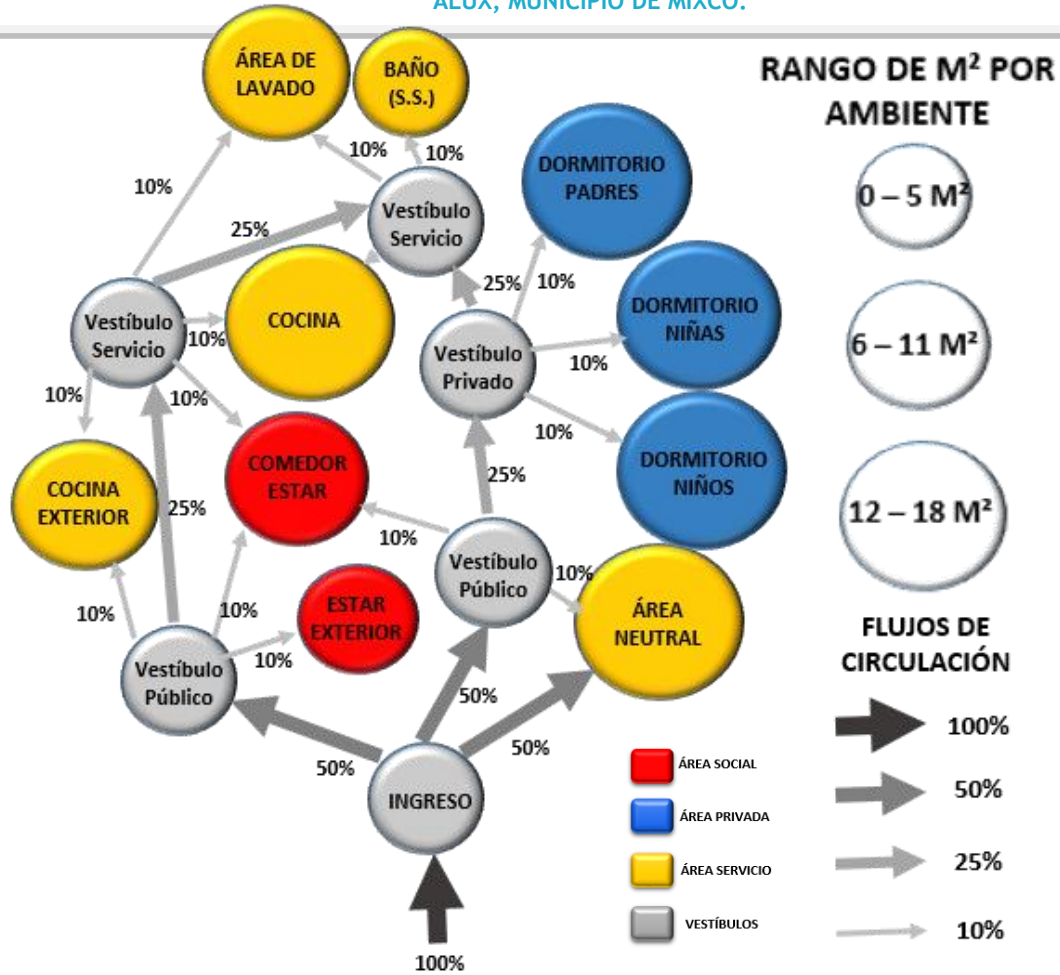 ALUX, MUNICIPIO DE MIXCO.
ÁREA DE
LAVADO
BAÑO
(S.S.)
10%
10%
10%
DORMITORIO
PADRES
Vestíbulo
Servicio
25%
25%
10%
COCINA
DORMITORIO
NIÑAS
Vestíbulo
Servicio
10%
Vestíbulo
Privado
10%
10%
10%
10%
COMEDOR
ESTAR
DORMITORIO
NIÑOS
COCINA
EXTERIOR
25%
25%
10%
Vestíbulo
Público
10%
ÁREA
NEUTRAL
10%
10%
ESTAR
EXTERIOR
10%
Vestíbulo
Público
50%
50%
50%
INGRESO
100%
RANGO DE M² POR
AMBIENTE
0 – 5 M²
6 – 11 M²
12 – 18 M²
FLUJOS DE
CIRCULACIÓN
100%
50%
25%
10%
ÁREA SOCIAL
ÁREA PRIVADA
ÁREA SERVICIO
VESTÍBULOS